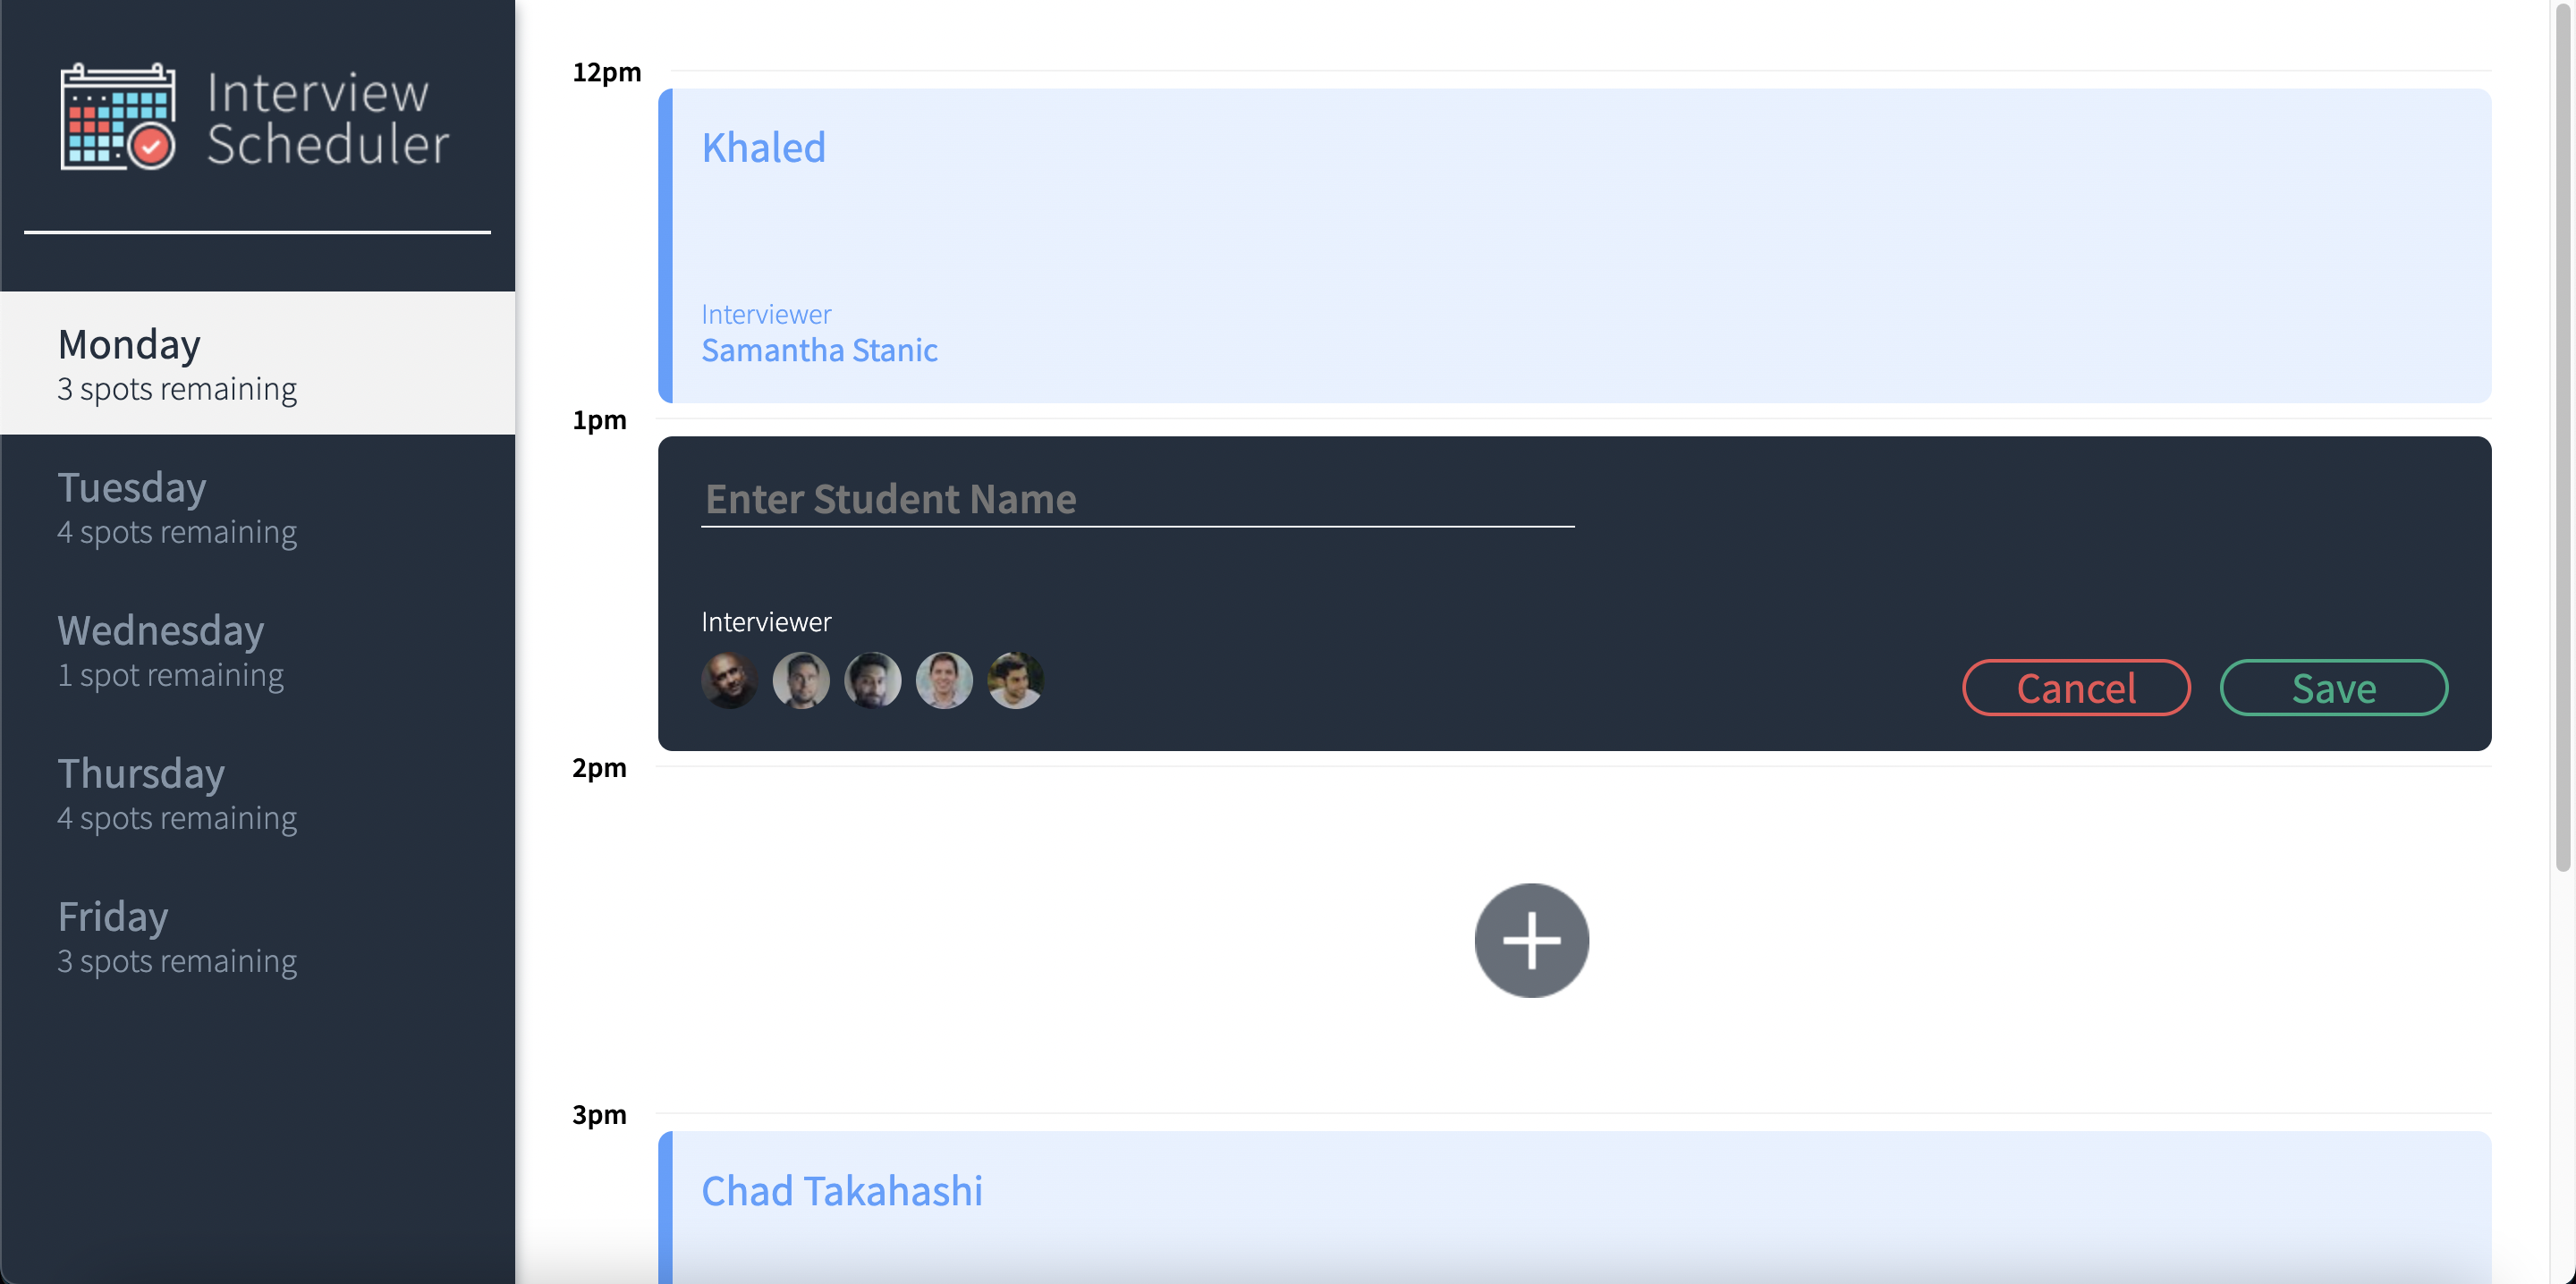 Interview
Scheduler
Monday
3 spots remaining
Tuesday
4 spots remaining
Wednesday
1 spot remaining
Thursday
4 spots remaining
Friday
3 spots remaining
12pm
Khaled
Interviewer
Samantha Stanic
1pm
Enter Student Name
Interviewer
Cancel
Save
2pm
3pm
Chad Takahashi